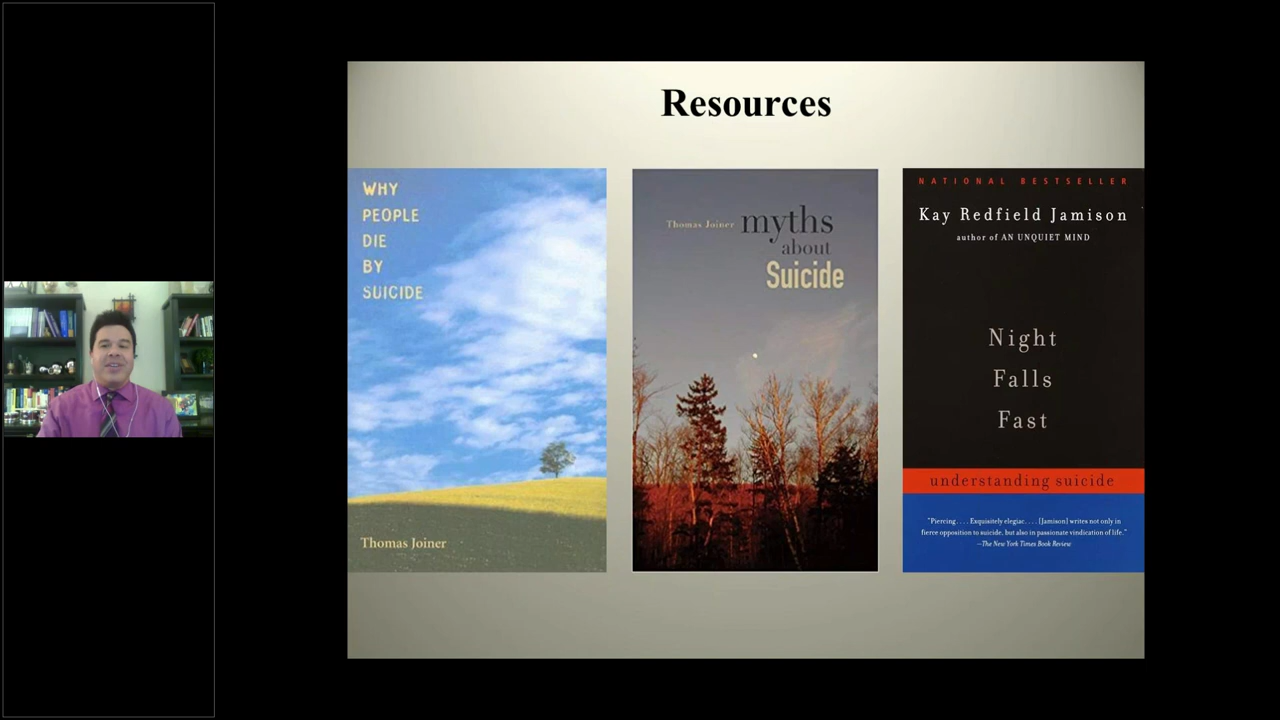 Resources
WHY
PEOPLE
DIE
BY
SUICIDE
Thomas Joiner
Thomas Joiner myths
about
Suicide
NATIONAL BESTSELLER
Kay Redfield Jamison
author of AN UNQUIET MIND
Night
Falls
Fast
understanding suicide
"Piercing. . . . Exquisitely elegiac. . . . [Jamison] writes not only in
fierce opposition to suicide, but also in passionate vindication of life."
—The New York Times Book Review